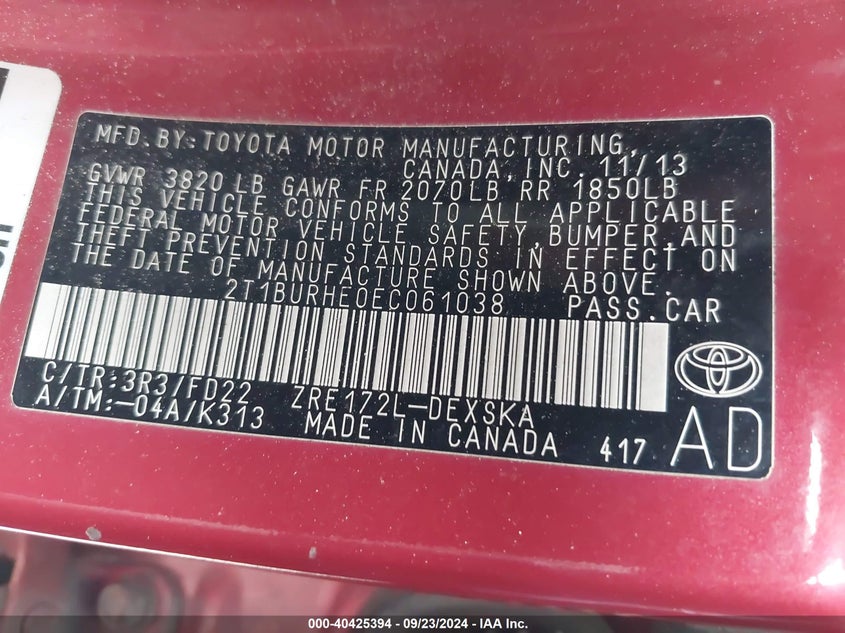 MFD.BY:TOYOTA MOTOR MANUFACTURING,
CANADA,INC. 11/13
GVWR 3820 LB GAWR FR 2070LB RR 1850LB
THIS VEHICLE CONFORMS TO ALL APPLICABLE
FEDERAL MOTOR VEHICLE SAFETY,BUMPER,AND
THEFT PREVENTION STANDARDS IN EFFECT ON
THE DATE OF MANUFACTURE SHOWN ABOVE.
2T1BURHE0EC061038 PASS.CAR
C/TR:3R3/FD22 ZRE172L-DEXSKA
A/TM:-04A/K313 MADE IN CANADA 417 AD
000-40425394 - 09/23/2024 - IAA Inc.